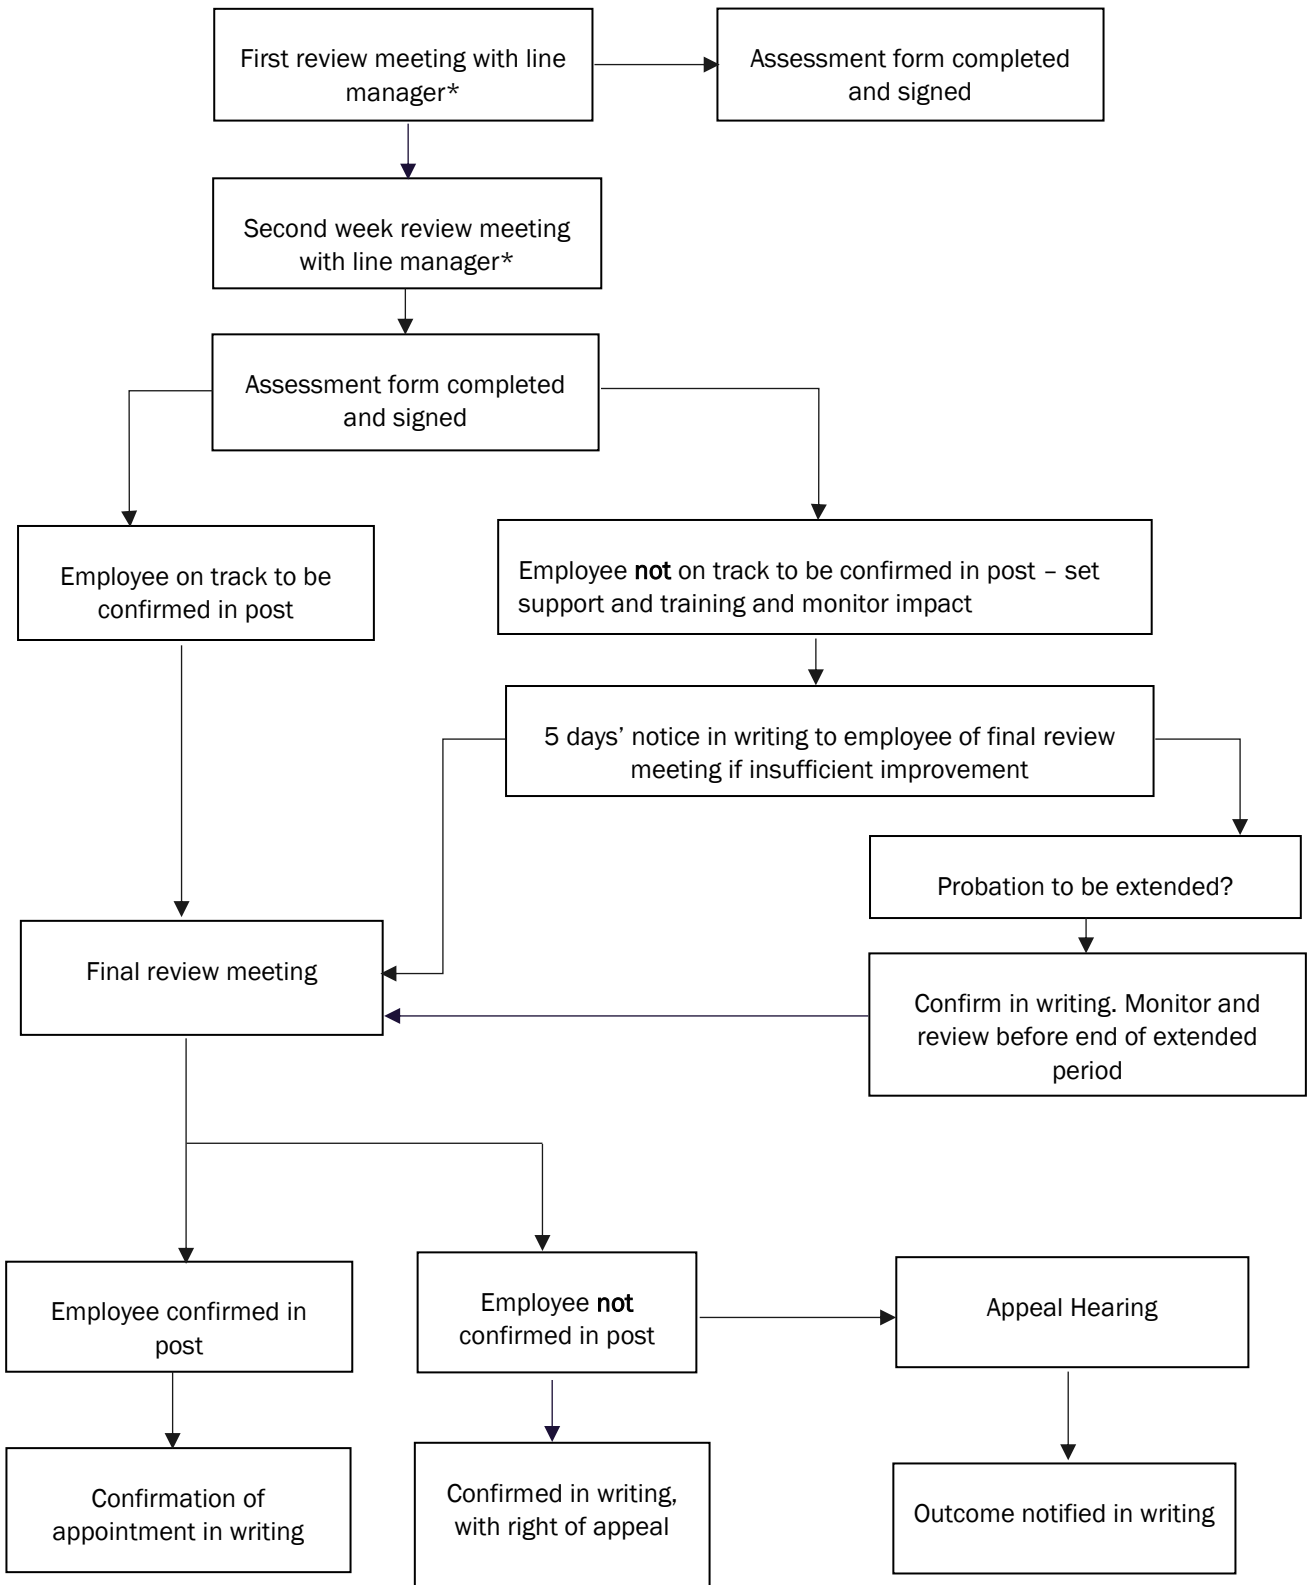 First review meeting with line
manager*
Assessment form completed
and signed
Second week review meeting
with line manager*
Assessment form completed
and signed
Employee on track to be
confirmed in post
Employee not on track to be confirmed in post – set
support and training and monitor impact
5 days’ notice in writing to employee of final review
meeting if insufficient improvement
Probation to be extended?
Final review meeting
Confirm in writing. Monitor and
review before end of extended
period
Employee confirmed in
post
Employee not
confirmed in post
Appeal Hearing
Confirmation of
appointment in writing
Confirmed in writing,
with right of appeal
Outcome notified in writing